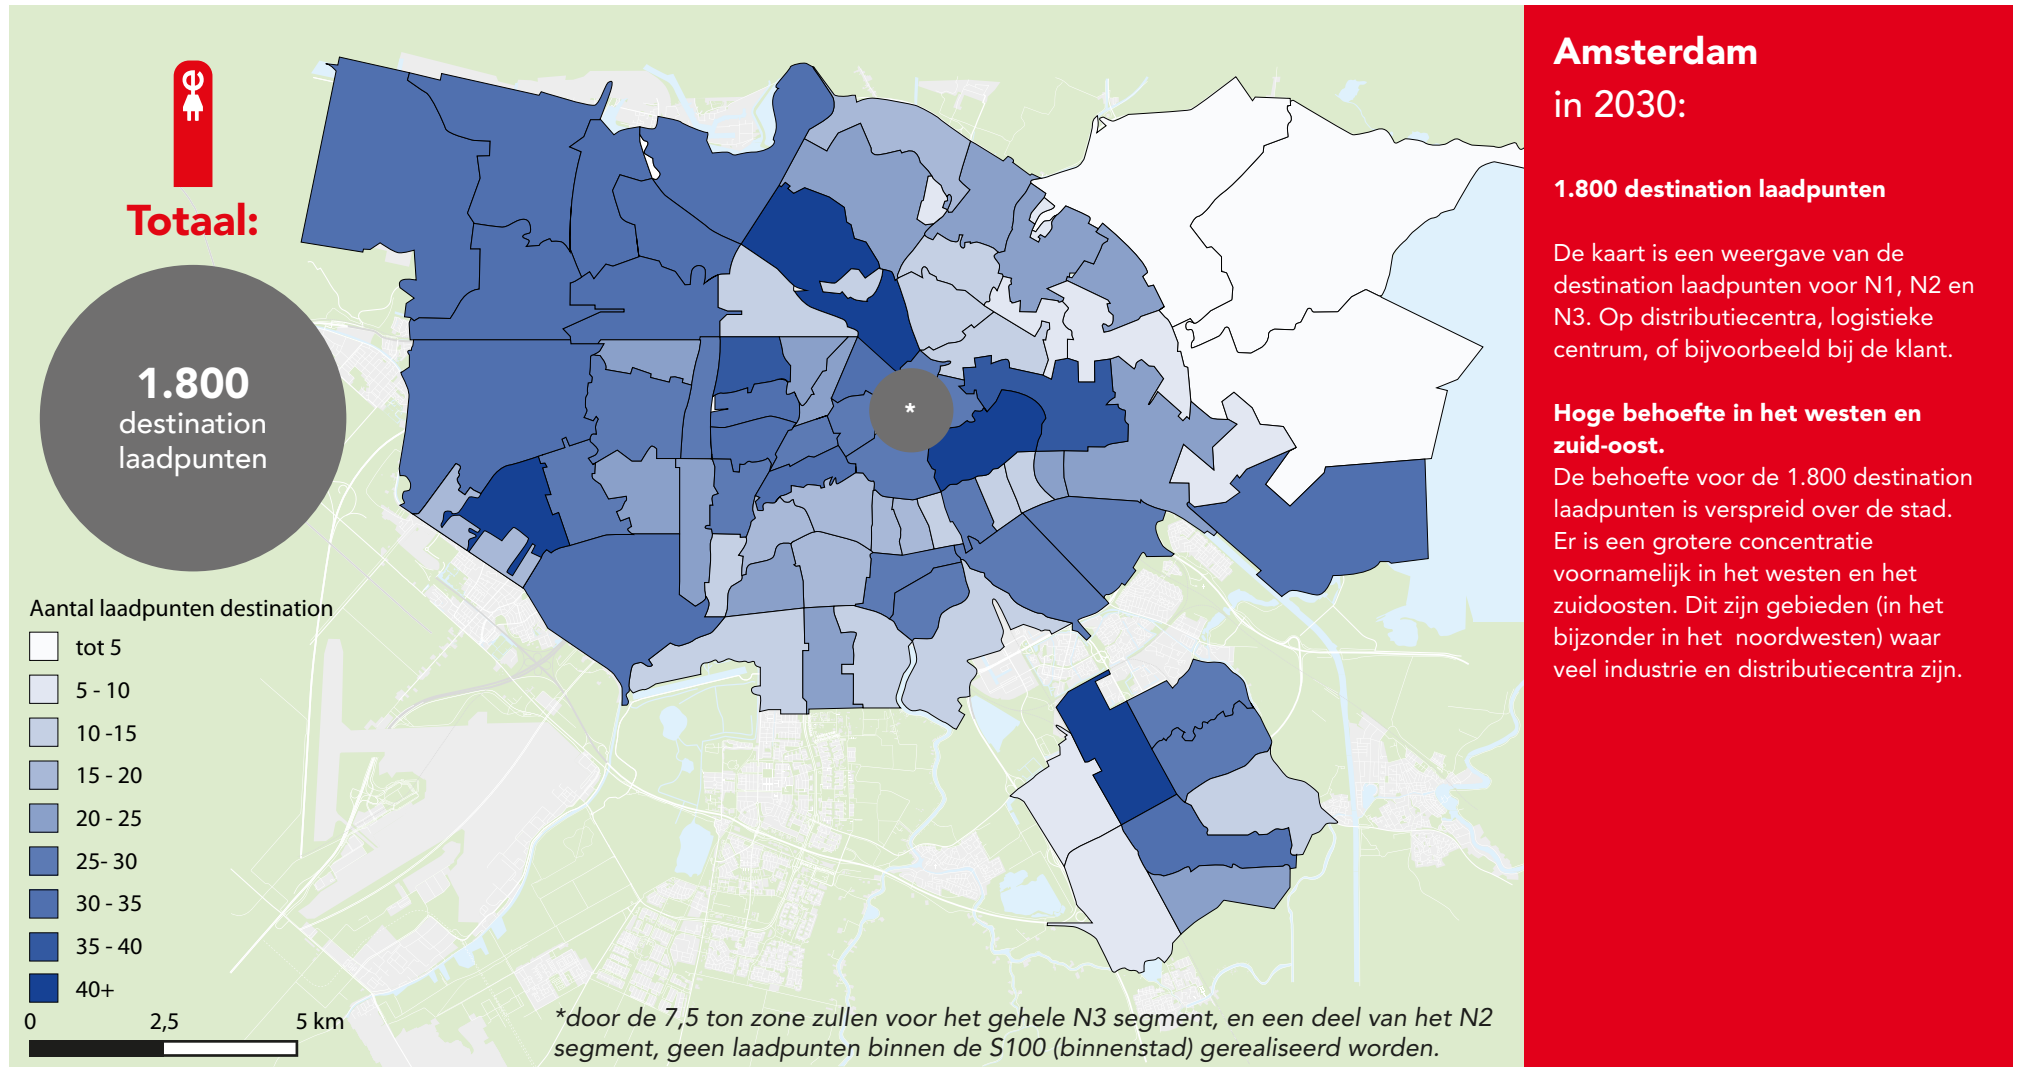 Totaal:
1.800
destination
laadpunten
Aantal laadpunten destination
tot 5
5 - 10
10 -15
15 - 20
20 - 25
25- 30
30 - 35
35 - 40
40+
0 2,5 5 km
*
*door de 7,5 ton zone zullen voor het gehele N3 segment, en een deel van het N2
segment, geen laadpunten binnen de S100 (binnenstad) gerealiseerd worden.
Amsterdam
in 2030:
1.800 destination laadpunten
De kaart is een weergave van de
destination laadpunten voor N1, N2 en
N3. Op distributiecentra, logistieke
centrum, of bijvoorbeeld bij de klant.
Hoge behoefte in het westen en
zuid-oost.
De behoefte voor de 1.800 destination
laadpunten is verspreid over de stad.
Er is een grotere concentratie
voornamelijk in het westen en het
zuidoosten. Dit zijn gebieden (in het
bijzonder in het  noordwesten) waar
veel industrie en distributiecentra zijn.